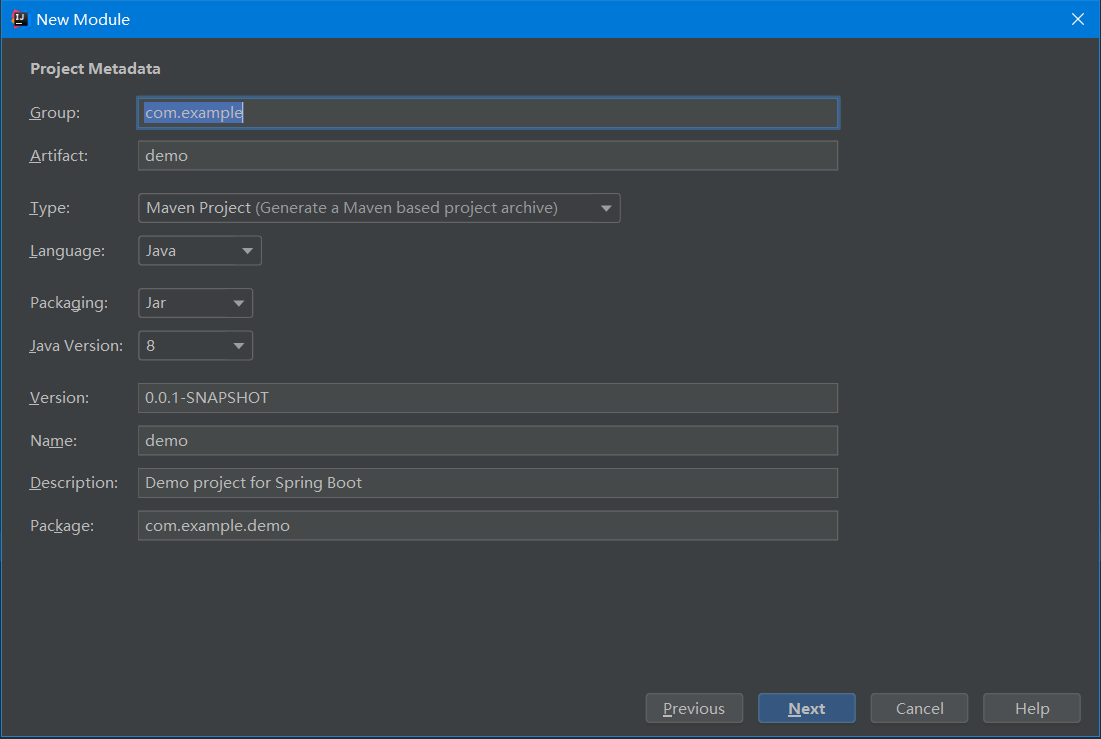 New Module
Project Metadata
Group: com.example
Artifact: demo
Type: Maven Project (Generate a Maven based project archive)
Language: Java
Packaging: Jar
Java Version: 8
Version: 0.0.1-SNAPSHOT
Name: demo
Description: Demo project for Spring Boot
Package: com.example.demo
Previous Next Cancel Help